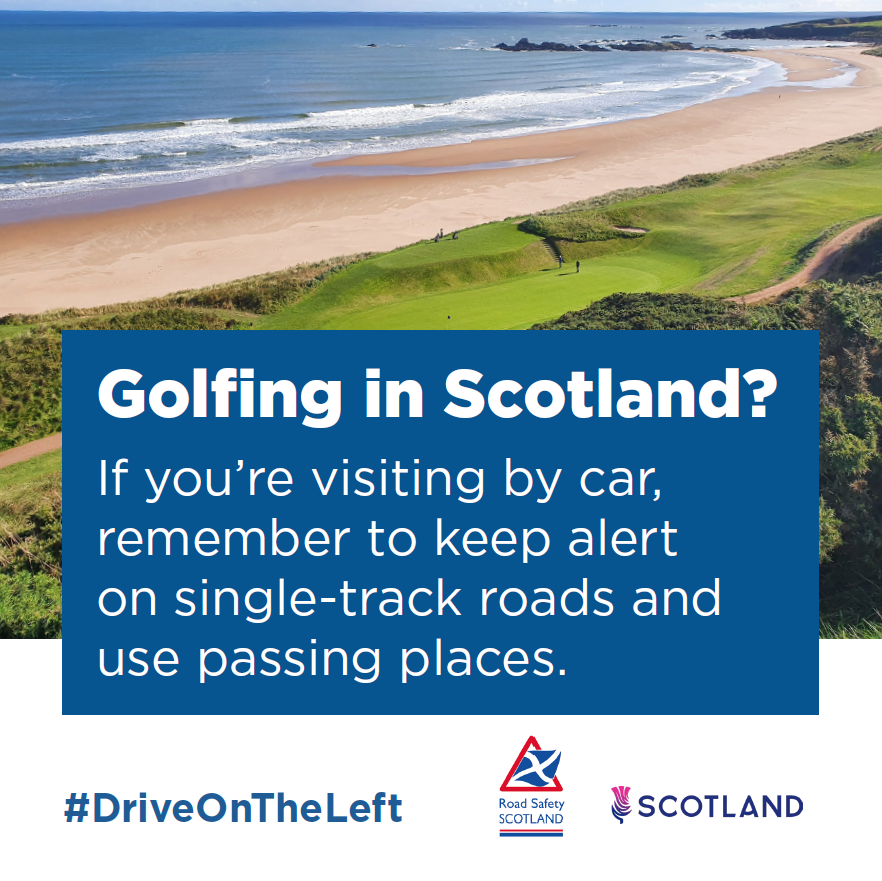 Golfing in Scotland?
If you're visiting by car,
remember to keep alert
on single-track roads and
use passing places.
#DriveOnTheLeft
Road Safety
SCOTLAND
SCOTLAND